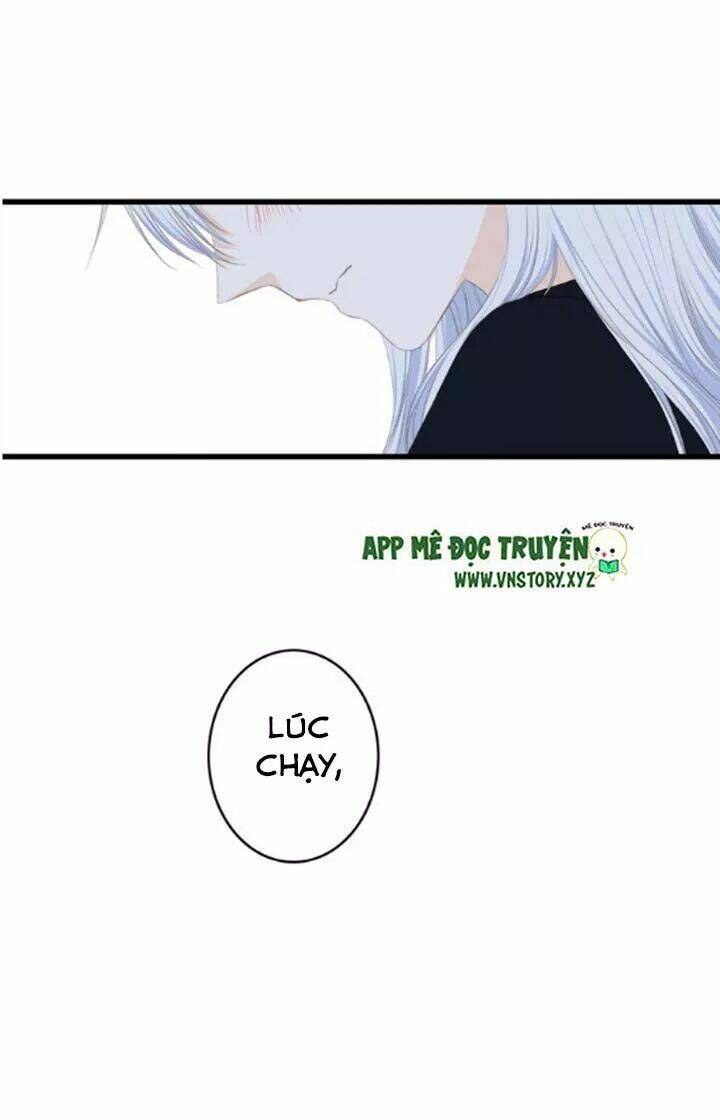 MÊ ĐỌC TRUYỆN
APP MÊ ĐỌC TRUYỆN
WWW.VNSTORY.XYZ
LÚC
CHẠY,